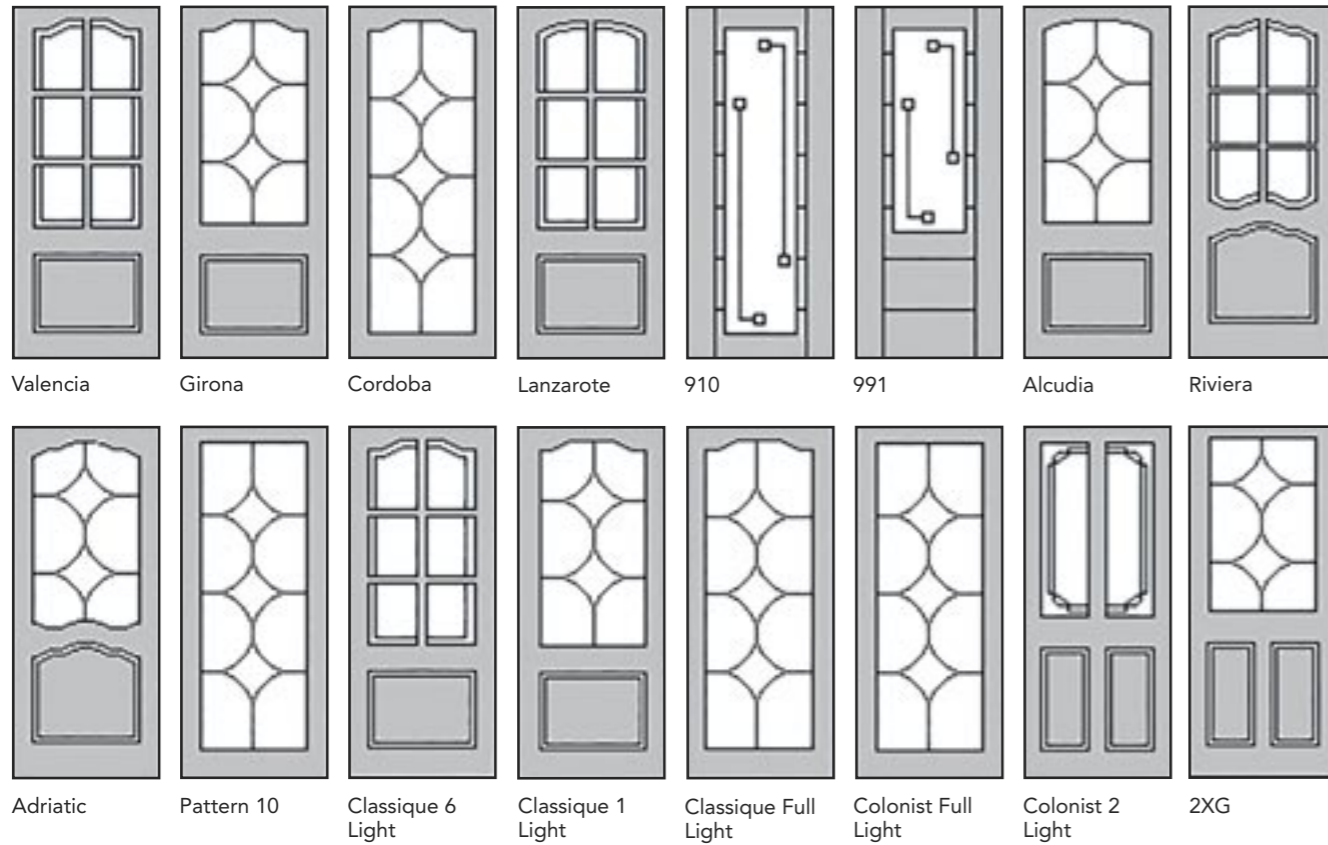 Valencia
Girona
Cordoba
Lanzarote
910
991
Alcudia
Riviera
Adriatic
Pattern 10
Classique 6
Light
Classique 1
Light
Classique Full
Light
Colonist Full
Light
Colonist 2
Light
2XG